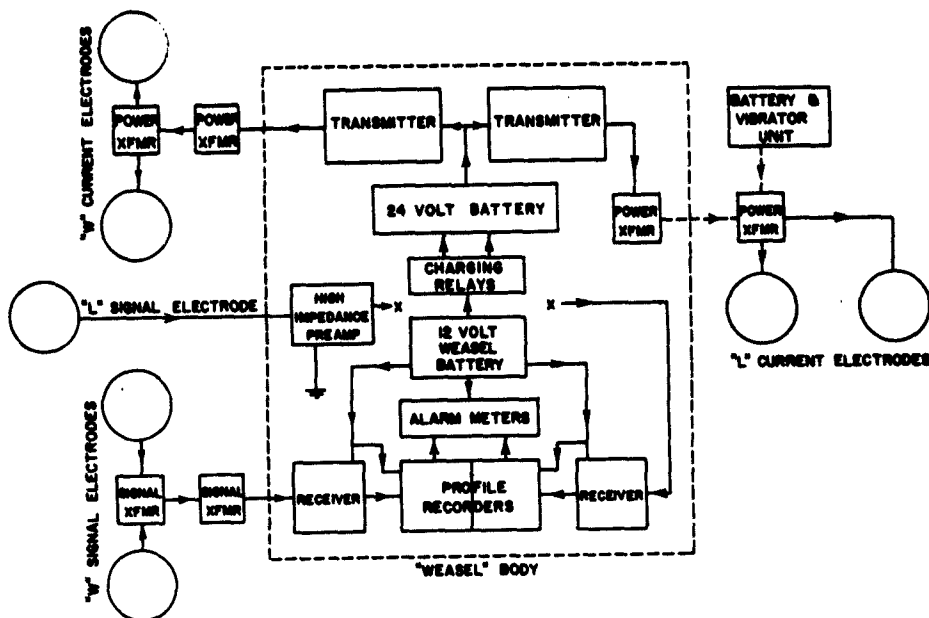 "W" CURRENT ELECTRODES
POWER
XFMR
POWER
XFMR
TRANSMITTER
TRANSMITTER
BATTERY &
VIBRATOR
UNIT
24 VOLT BATTERY
POWER
XFMR
POWER
XFMR
CHARGING
RELAYS
"L" SIGNAL ELECTRODE
HIGH
IMPEDANCE
PREAMP
X
X
12 VOLT
WEASEL
BATTERY
"L" CURRENT ELECTRODES
ALARM METERS
"W" SIGNAL ELECTRODES
SIGNAL
XFMR
SIGNAL
XFMR
RECEIVER
PROFILE
RECORDERS
RECEIVER
"WEASEL" BODY